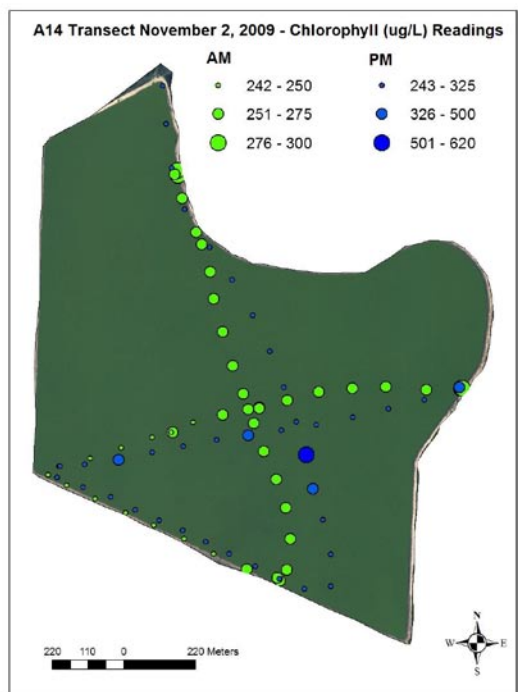 A14 Transect November 2, 2009 - Chlorophyll (ug/L) Readings
AM
242 - 250
251 - 275
276 - 300
PM
243 - 325
326 - 500
501 - 620
220 110 0 220 Meters
N
W E
S